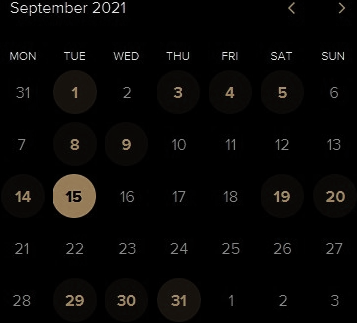 September 2021
MON TUE WED THU FRI SAT SUN
31 1 2 3 4 5 6
7 8 9 10 11 12 13
14 15 16 17 18 19 20
21 22 23 24 25 26 27
28 29 30 31 1 2 3